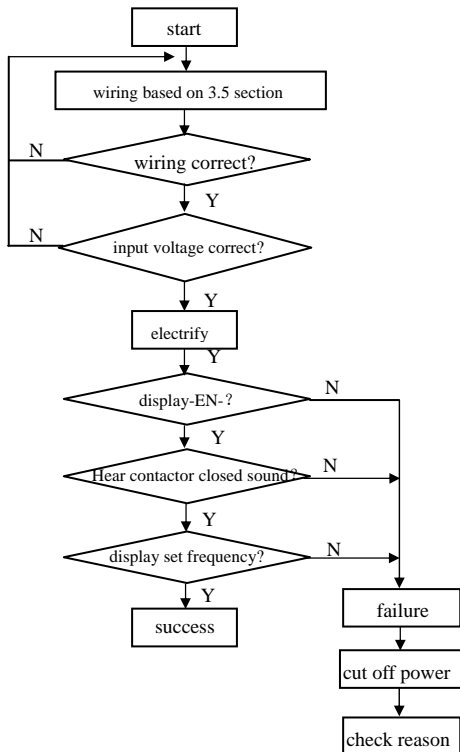 start
wiring based on 3.5 section
N
wiring correct?
Y
N
input voltage correct?
Y
electrify
Y
display-EN-?
N
Y
Hear contactor closed sound?
N
Y
display set frequency?
N
Y
success
failure
cut off power
check reason